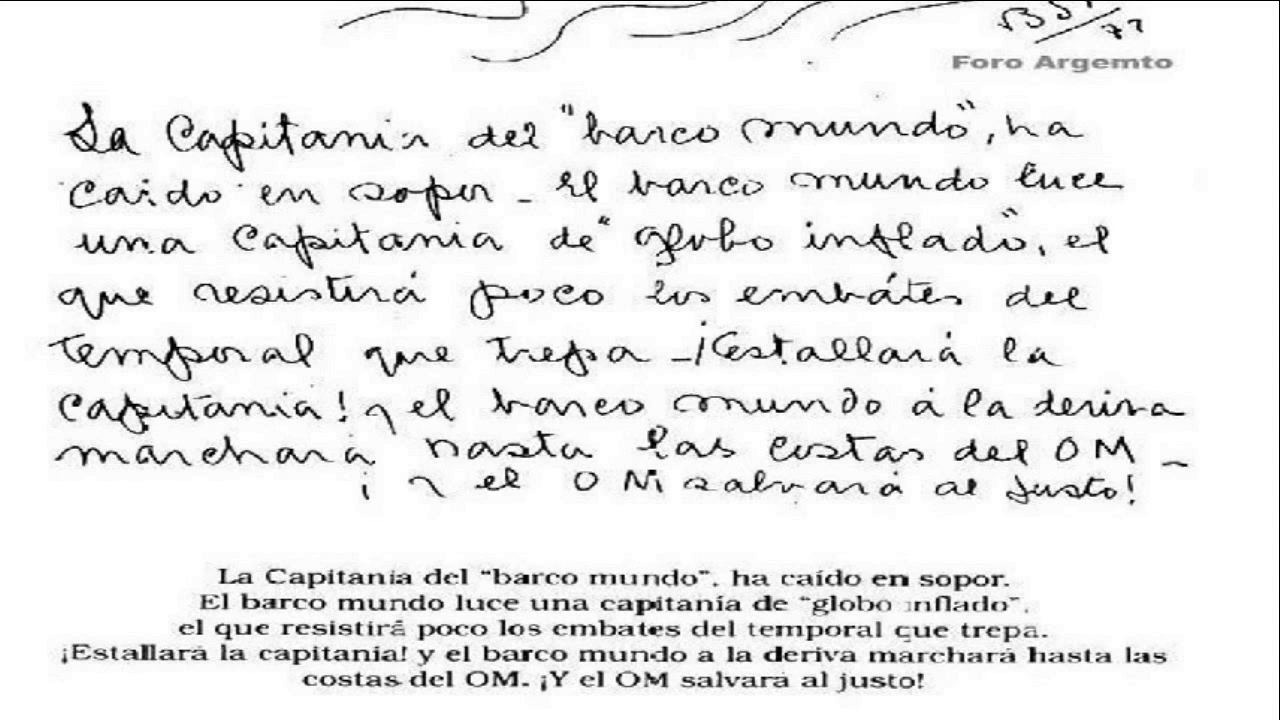 BSP/72
Foro Argemto
La Capitania del "barco mundo", ha
caido en sopor - El barco mundo luce
una Capitania de "globo inflado", el
que resistirá poco los embátes del
temporal que trepa - ¡Estallará la
capitania! y el barco mundo á la deriva
marchará hasta las costas del OM -
¡y el OM salvará al justo!
La Capitanía del "barco mundo", ha caído en sopor.
El barco mundo luce una capitanía de "globo inflado",
el que resistirá poco los embates del temporal que trepa.
¡Estallará la capitanía! y el barco mundo a la deriva marchará hasta las
costas del OM. ¡Y el OM salvará al justo!